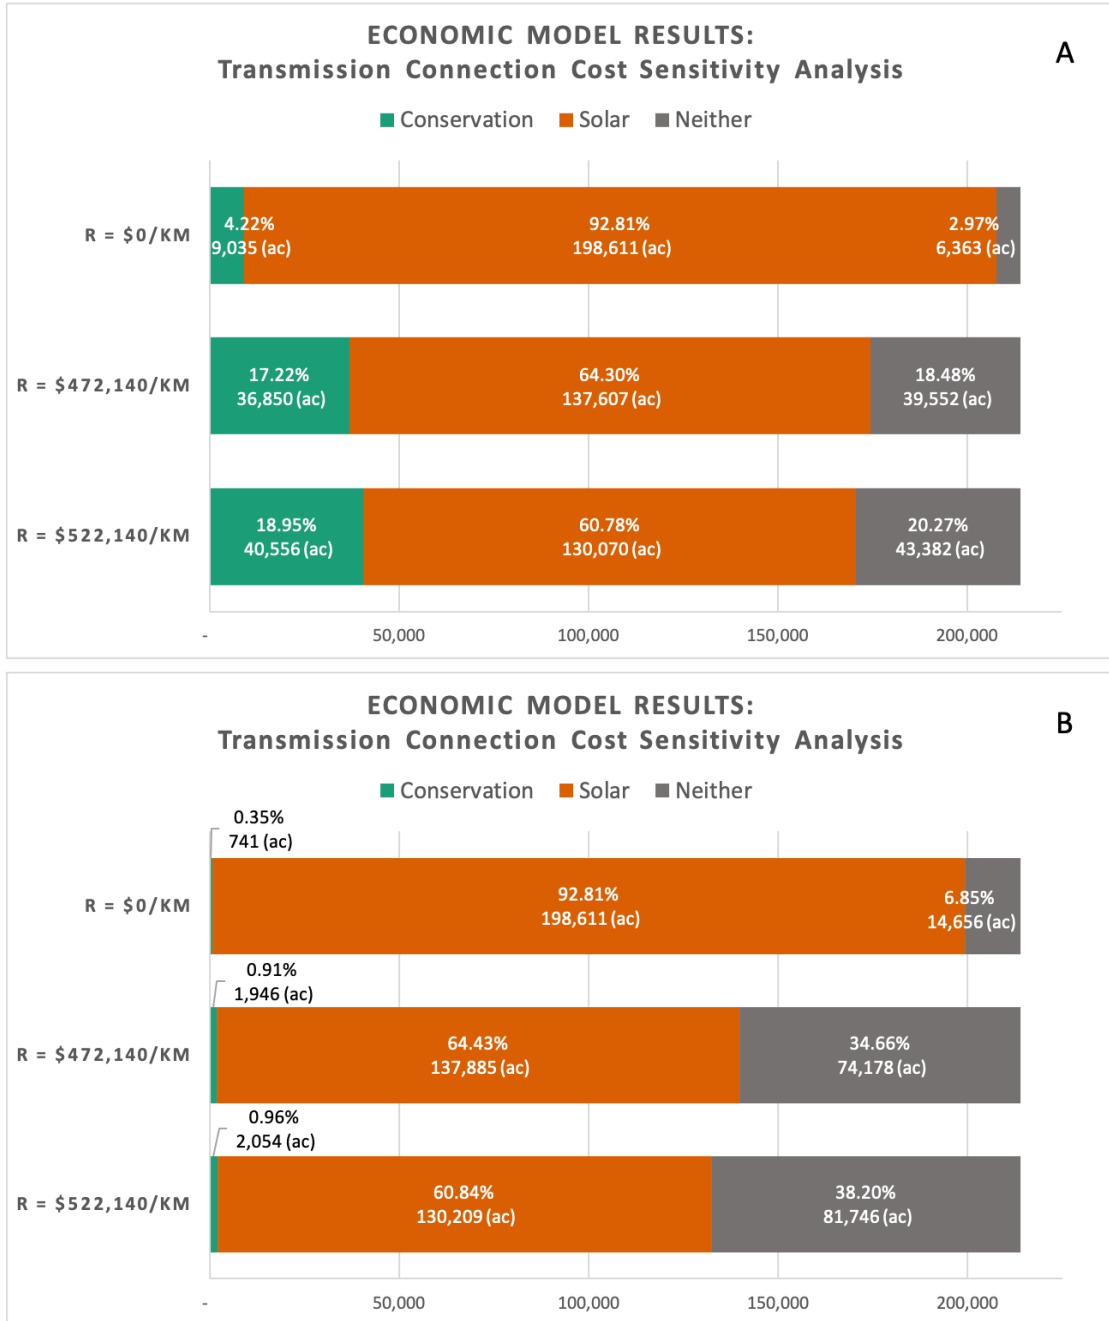 ECONOMIC MODEL RESULTS:
Transmission Connection Cost Sensitivity Analysis
A
Conservation Solar Neither
R = $0/KM
4.22%
9,035 (ac)
92.81%
198,611 (ac)
2.97%
6,363 (ac)
R = $472,140/KM
17.22%
36,850 (ac)
64.30%
137,607 (ac)
18.48%
39,552 (ac)
R = $522,140/KM
18.95%
40,556 (ac)
60.78%
130,070 (ac)
20.27%
43,382 (ac)
- 50,000 100,000 150,000 200,000
ECONOMIC MODEL RESULTS:
Transmission Connection Cost Sensitivity Analysis
B
Conservation Solar Neither
0.35%
741 (ac)
R = $0/KM
92.81%
198,611 (ac)
6.85%
14,656 (ac)
0.91%
1,946 (ac)
R = $472,140/KM
64.43%
137,885 (ac)
34.66%
74,178 (ac)
0.96%
2,054 (ac)
R = $522,140/KM
60.84%
130,209 (ac)
38.20%
81,746 (ac)
- 50,000 100,000 150,000 200,000